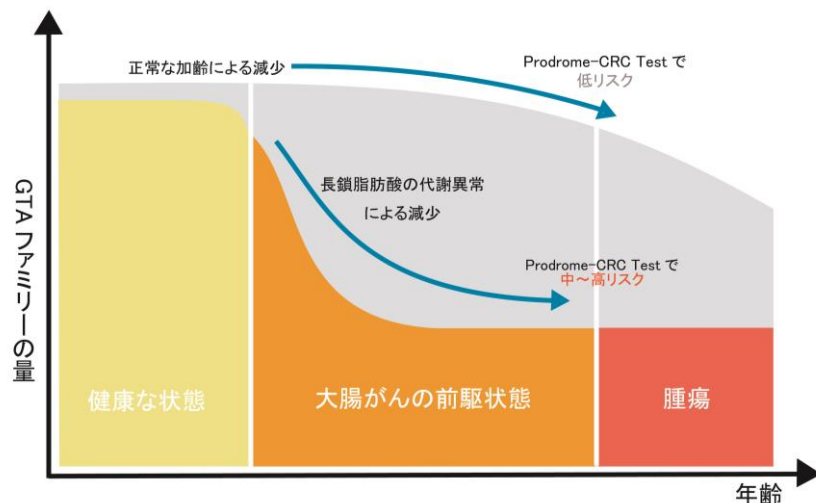 正常な加齢による減少
Prodrome-CRC Test で
低リスク
長鎖脂肪酸の代謝異常
による減少
Prodrome-CRC Test で
中～高リスク
GTAファミリーの量
健康な状態
大腸がんの前駆状態
腫瘍
年齢